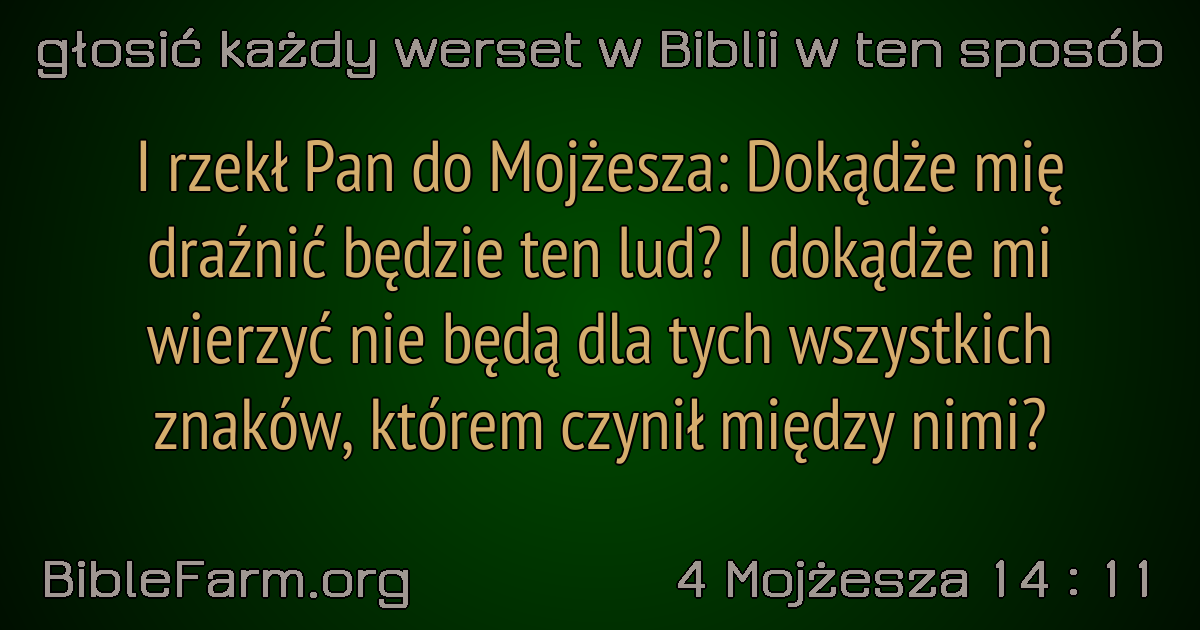 głosić każdy werset w Biblii w ten sposób
I rzekł Pan do Mojżesza: Dokądże mię
draźnić będzie ten lud? I dokądże mi
wierzyć nie będą dla tych wszystkich
znaków, którem czynił między nimi?
BibleFarm.org
4 Mojżesza 14 : 11